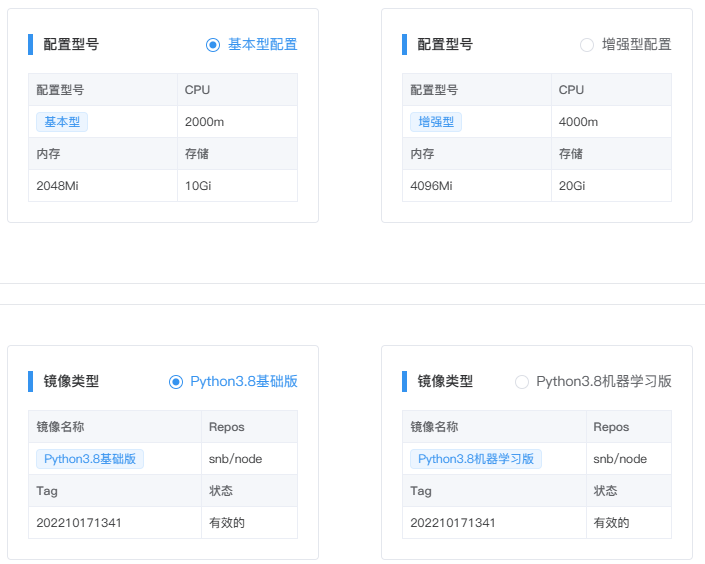 配置型号 基本型配置
配置型号 CPU
基本型 2000m
内存 存储
2048Mi 10Gi
配置型号 增强型配置
配置型号 CPU
增强型 4000m
内存 存储
4096Mi 20Gi
镜像类型 Python3.8基础版
镜像名称 Repos
Python3.8基础版 snb/node
Tag 状态
202210171341 有效的
镜像类型 Python3.8机器学习版
镜像名称 Repos
Python3.8机器学习版 snb/node
Tag 状态
202210171341 有效的